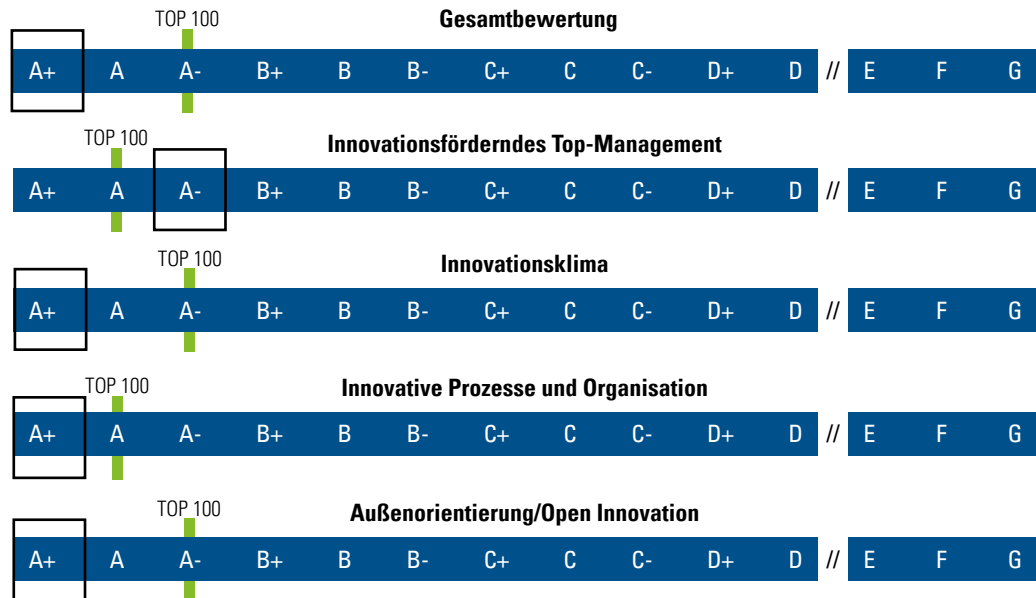 TOP 100
Gesamtbewertung
A+ A A- B+ B B- C+ C C- D+ D // E F G
TOP 100
Innovationsförderndes Top-Management
A+ A A- B+ B B- C+ C C- D+ D // E F G
TOP 100
Innovationsklima
A+ A A- B+ B B- C+ C C- D+ D // E F G
TOP 100
Innovative Prozesse und Organisation
A+ A A- B+ B B- C+ C C- D+ D // E F G
TOP 100
Außenorientierung/Open Innovation
A+ A A- B+ B B- C+ C C- D+ D // E F G